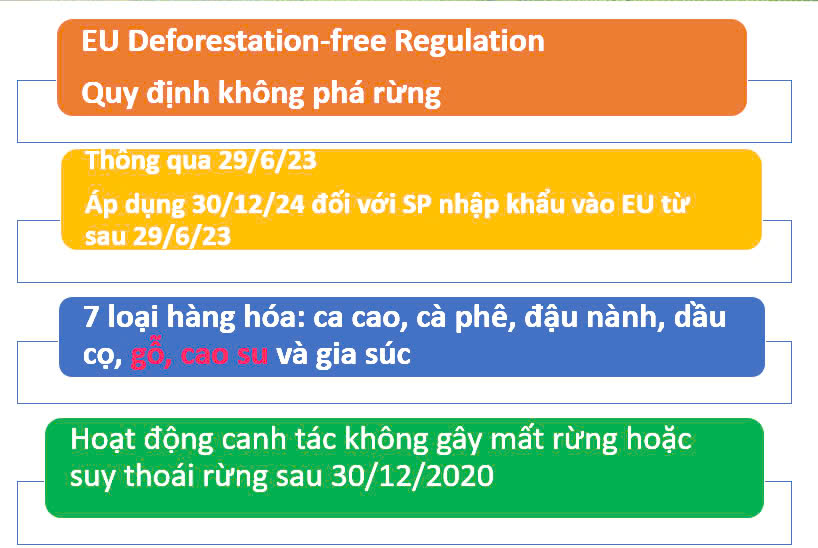 EU Deforestation-free Regulation
Quy định không phá rừng
Thông qua 29/6/23
Áp dụng 30/12/24 đối với SP nhập khẩu vào EU từ
sau 29/6/23
7 loại hàng hóa: ca cao, cà phê, đậu nành, dầu
cọ, gỗ, cao su và gia súc
Hoạt động canh tác không gây mất rừng hoặc
suy thoái rừng sau 30/12/2020